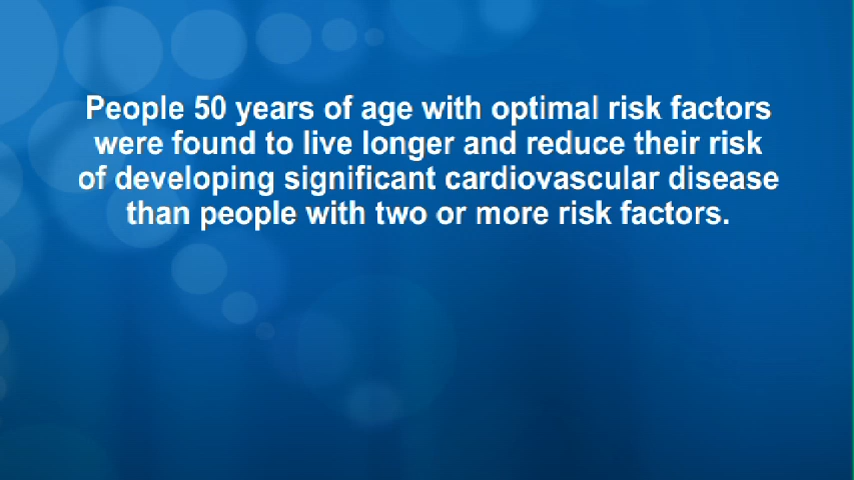 People 50 years of age with optimal risk factors
were found to live longer and reduce their risk
of developing significant cardiovascular disease
than people with two or more risk factors.